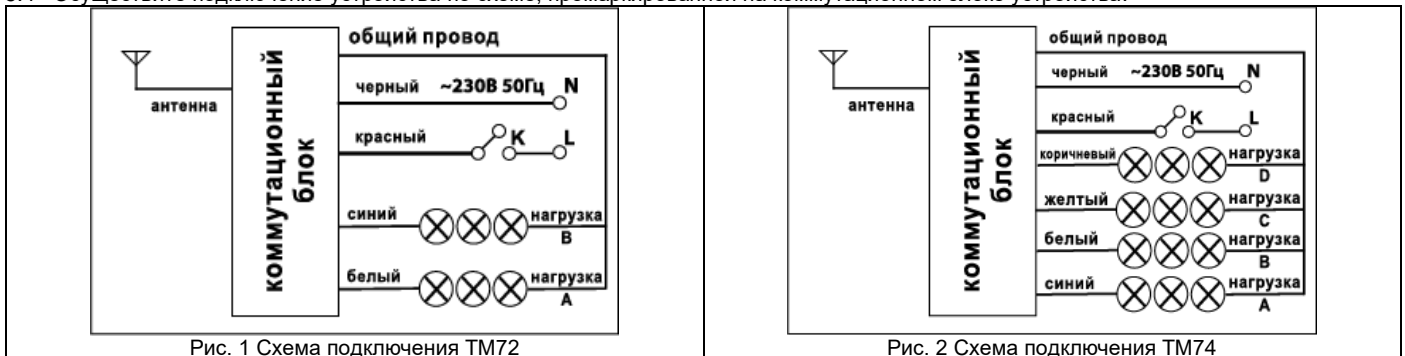 общий провод
черный ~230В 50Гц N
антенна
красный K L
коммутационный
блок
синий нагрузка
B
белый нагрузка
A
Рис. 1 Схема подключения TM72
общий провод
черный ~230В 50Гц N
антенна
красный K L
коммутационный
блок
коричневый нагрузка
D
желтый нагрузка
C
белый нагрузка
B
синий нагрузка
A
Рис. 2 Схема подключения TM74